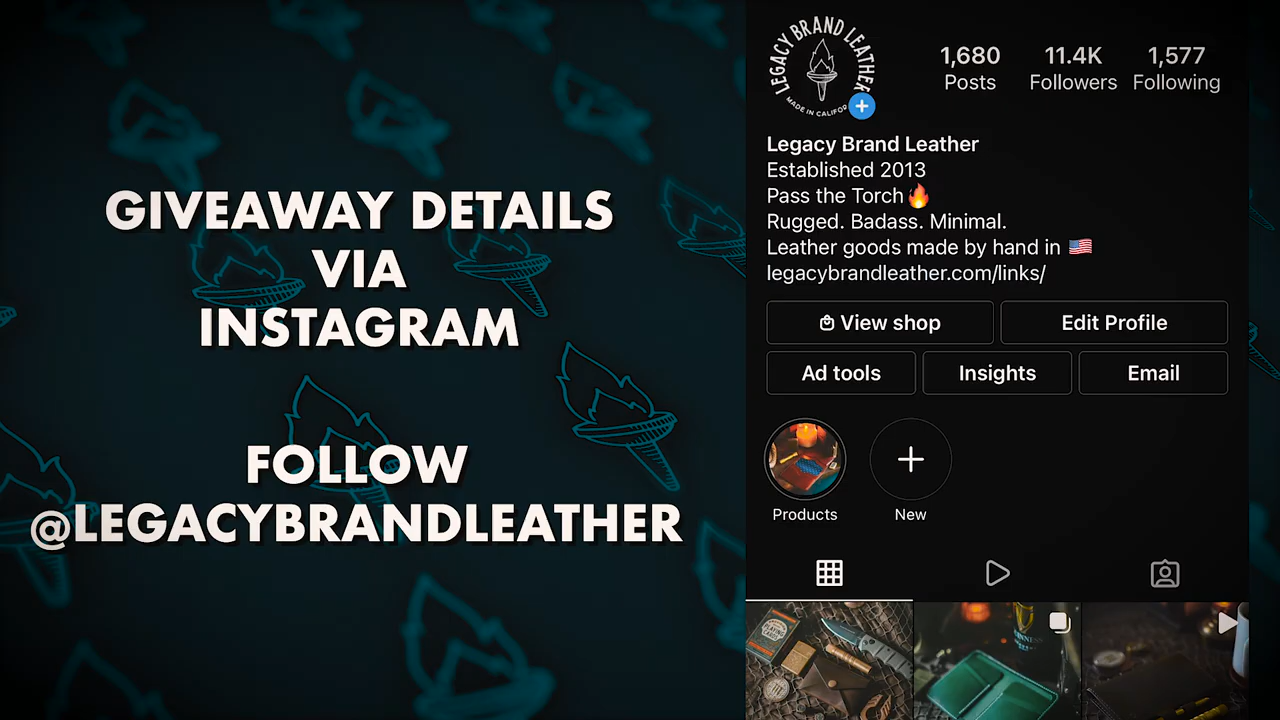 GIVEAWAY DETAILS
VIA
INSTAGRAM
FOLLOW
@LEGACYBRANDLEATHER
LEGACY BRAND LEATHER
MADE IN CALIFO
1,680 11.4K 1,577
Posts Followers Following
Legacy Brand Leather
Established 2013
Pass the Torch🔥
Rugged. Badass. Minimal.
Leather goods made by hand in 🇺🇸
legacybrandleather.com/links/
View shop Edit Profile
Ad tools Insights Email
Products New
GUINNESS